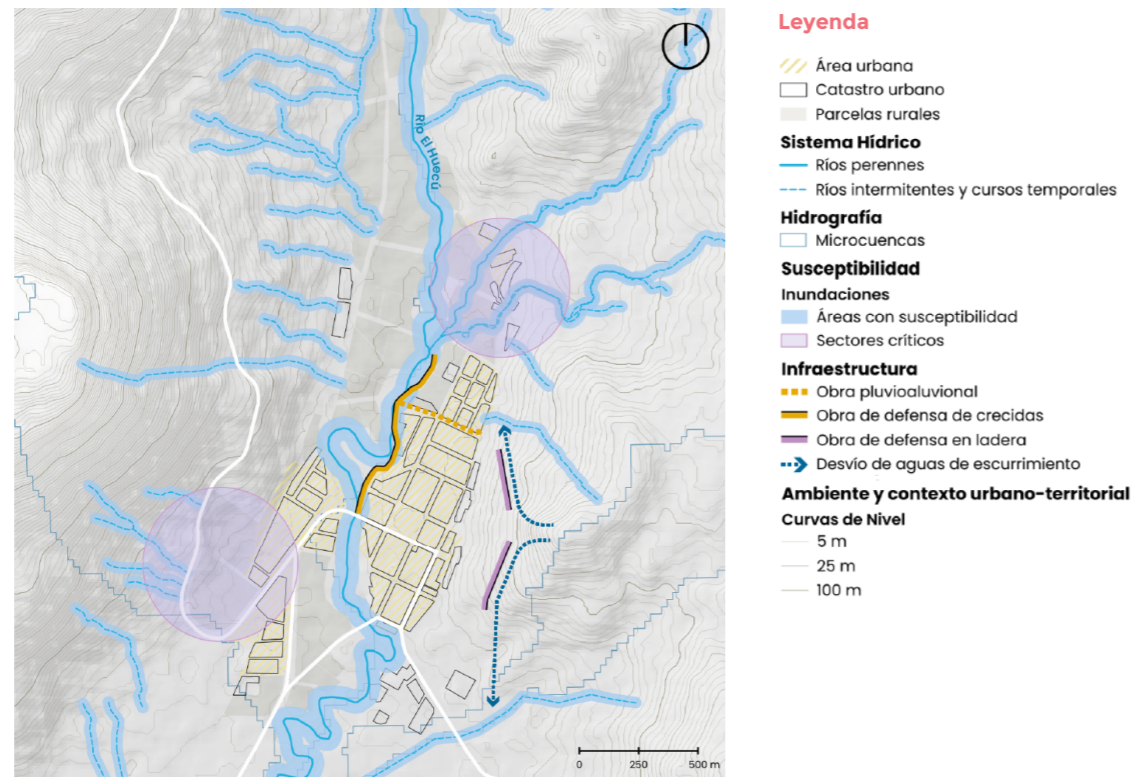 Río El Huecú
0 250 500 m
Leyenda
Área urbana
Catastro urbano
Parcelas rurales
Sistema Hídrico
Ríos perennes
Ríos intermitentes y cursos temporales
Hidrografía
Microcuencas
Susceptibilidad
Inundaciones
Áreas con susceptibilidad
Sectores críticos
Infraestructura
Obra pluvioaluvional
Obra de defensa de crecidas
Obra de defensa en ladera
Desvío de aguas de escurrimiento
Ambiente y contexto urbano-territorial
Curvas de Nivel
5 m
25 m
100 m